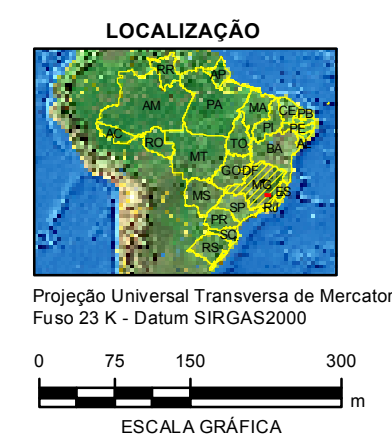 LOCALIZAÇÃO
RR AP
AM PA MA CE PB
PI PE
AC RO TO AL
MT BA
GO DF
MG
MS ES
SP RJ
PR
SC
RS
Projeção Universal Transversa de Mercator
Fuso 23 K - Datum SIRGAS2000
0 75 150 300
m
ESCALA GRÁFICA